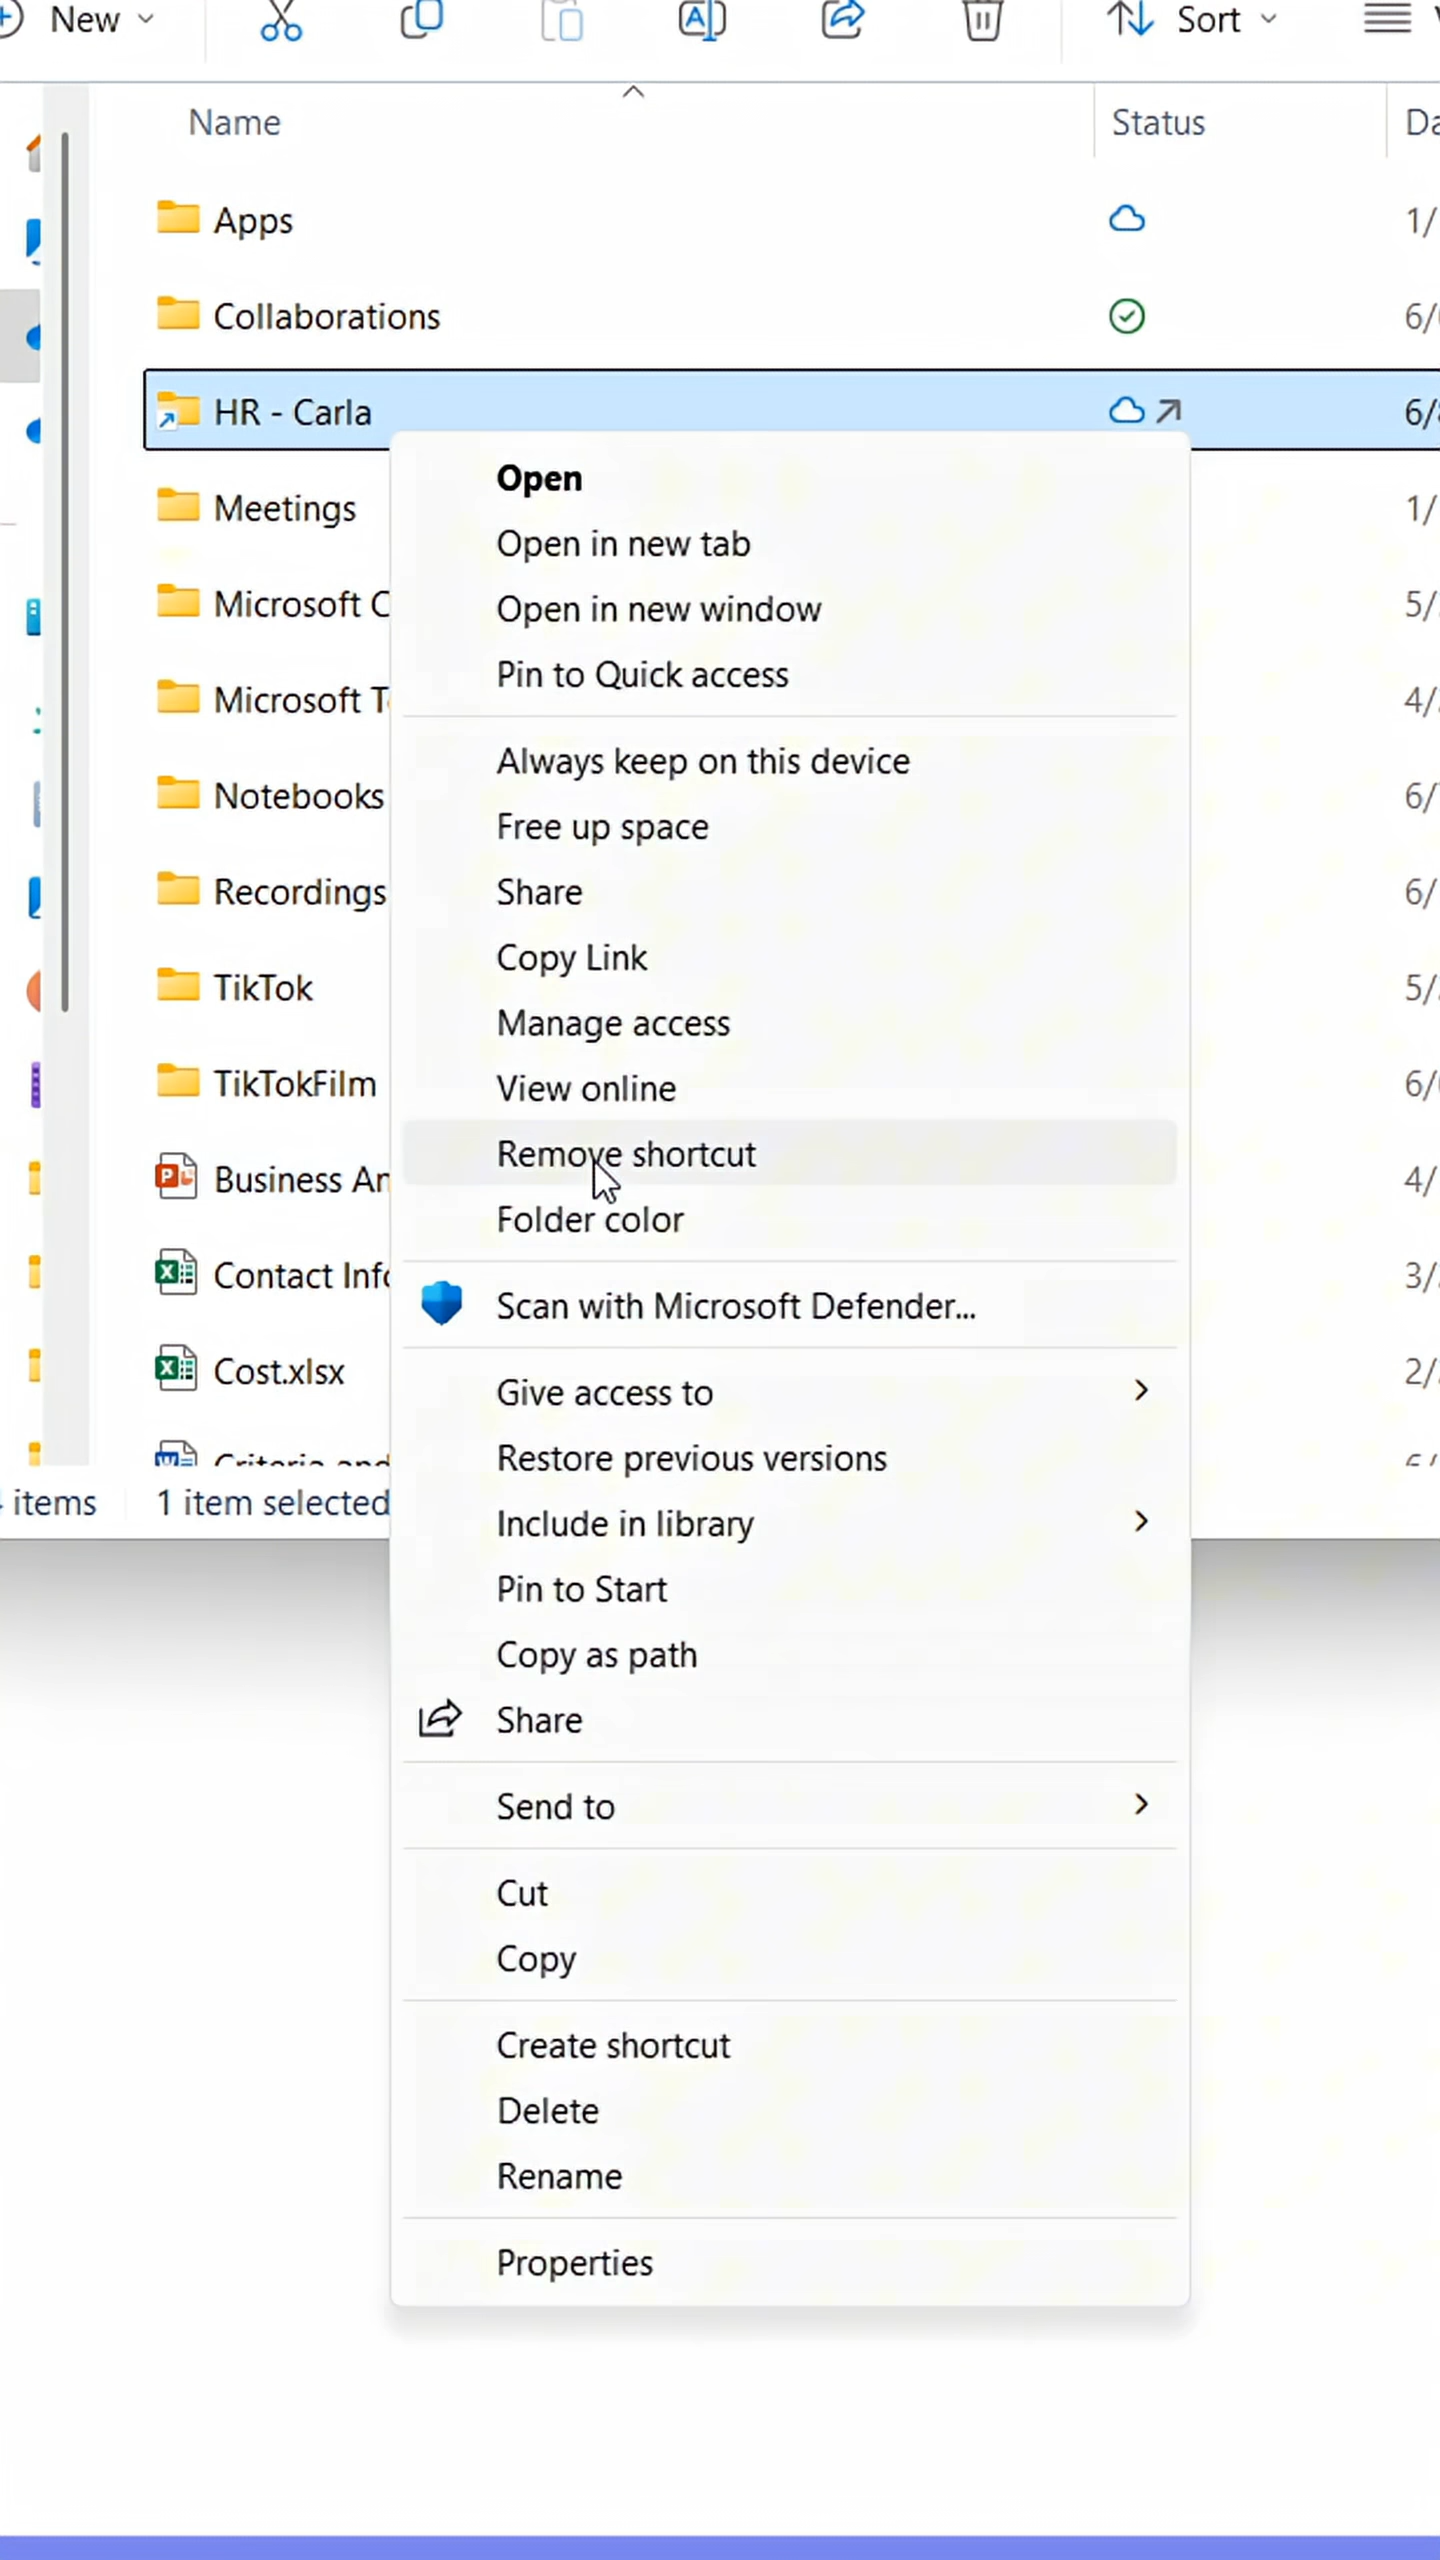 New
Sort
Name
Status
Apps
1/
Collaborations
6/
HR - Carla
6/
Meetings
1/
Microsoft
5/
Microsoft
4/
Notebooks
6/
Recordings
6/
TikTok
5/
TikTokFilm
6/
Business
4/
Contact
3/
Cost.xlsx
2/
Criteria and
items
1 item selected
Open
Open in new tab
Open in new window
Pin to Quick access
Always keep on this device
Free up space
Share
Copy Link
Manage access
View online
Remove shortcut
Folder color
Scan with Microsoft Defender...
Give access to
Restore previous versions
Include in library
Pin to Start
Copy as path
Share
Send to
Cut
Copy
Create shortcut
Delete
Rename
Properties